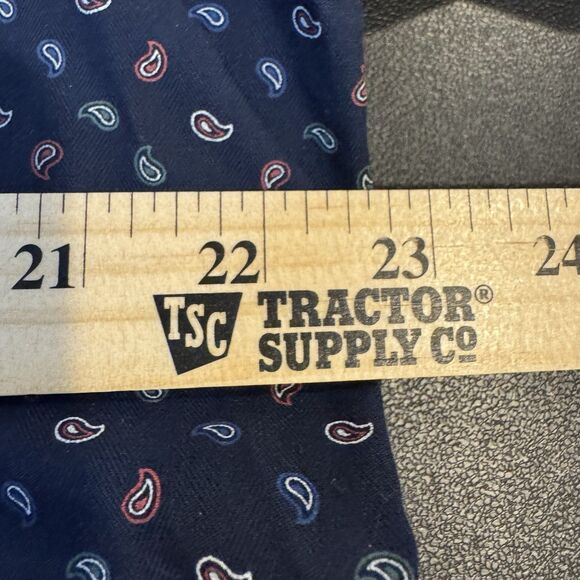 21 22 23 24
TSC TRACTOR®
SUPPLY CO